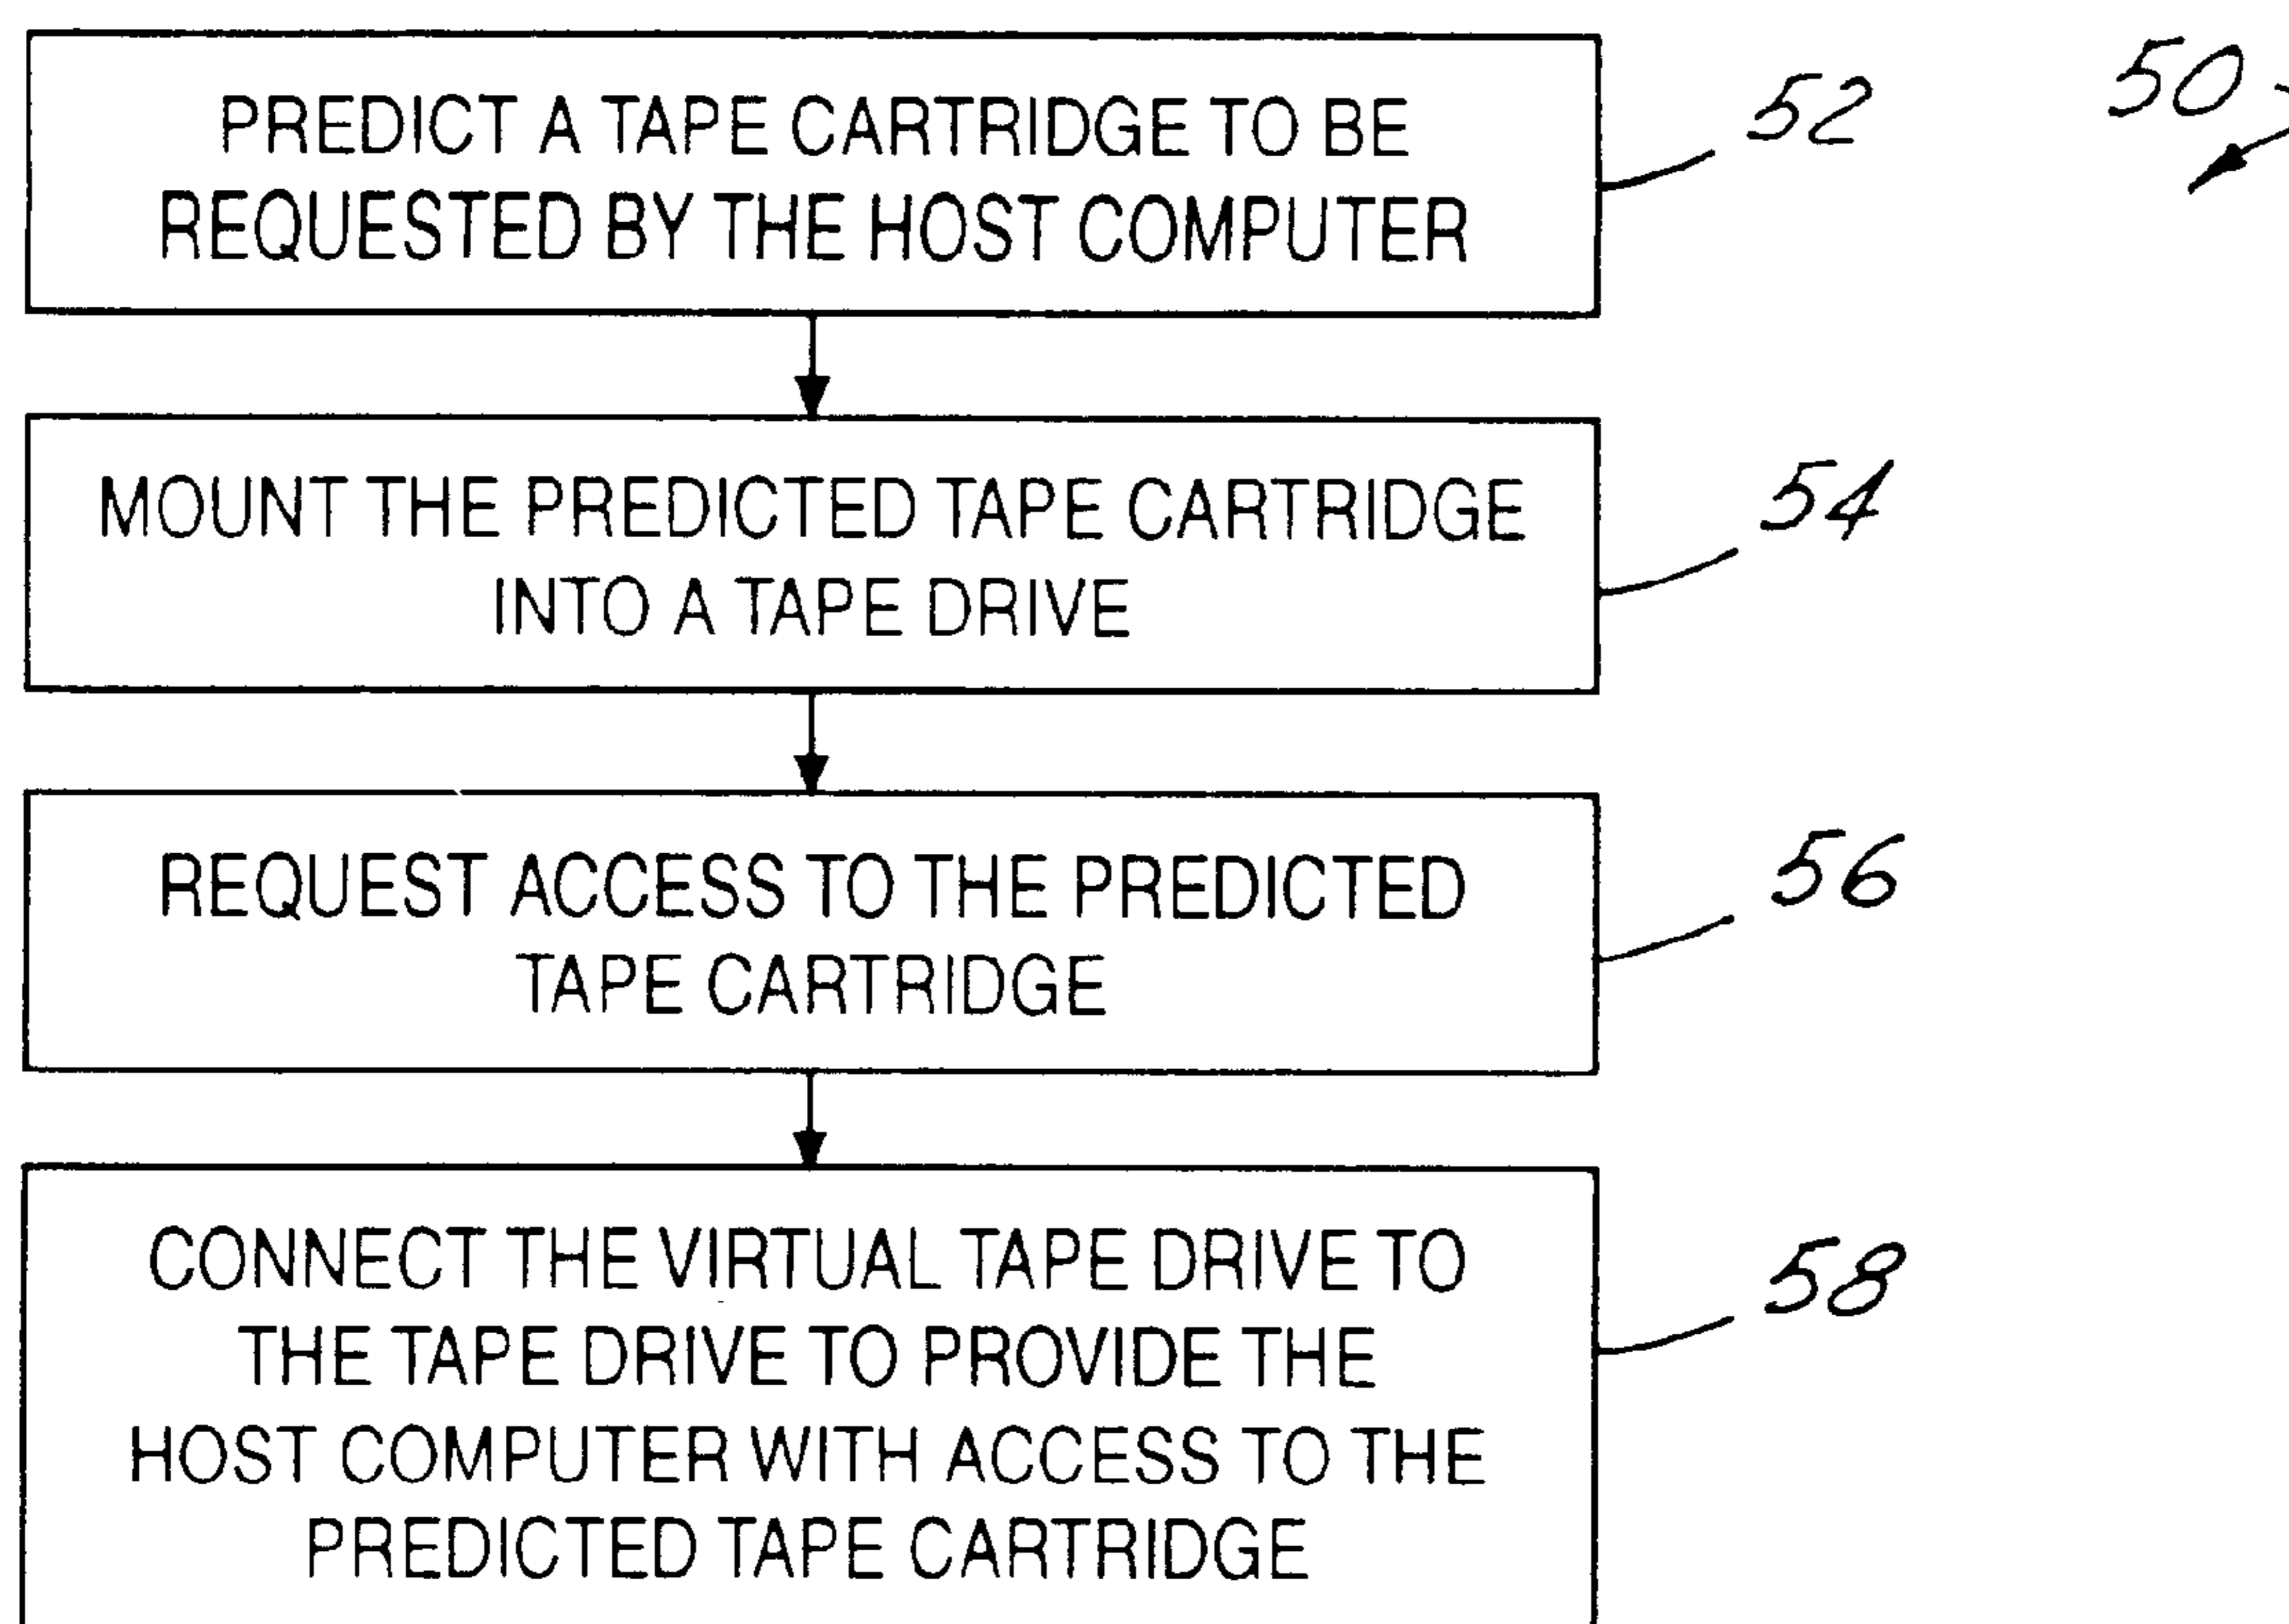 PREDICT A TAPE CARTRIDGE TO BE
REQUESTED BY THE HOST COMPUTER
52
50
MOUNT THE PREDICTED TAPE CARTRIDGE
INTO A TAPE DRIVE
54
REQUEST ACCESS TO THE PREDICTED
TAPE CARTRIDGE
56
CONNECT THE VIRTUAL TAPE DRIVE TO
THE TAPE DRIVE TO PROVIDE THE
HOST COMPUTER WITH ACCESS TO THE
PREDICTED TAPE CARTRIDGE
58